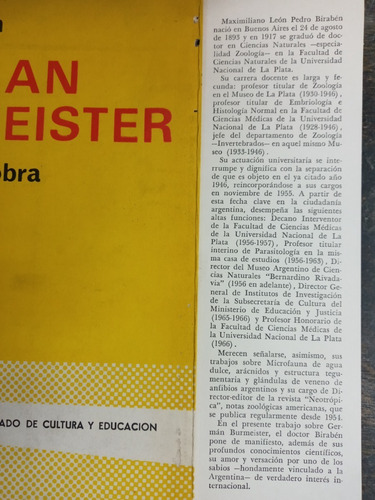 AN
EISTER
obra
ADO DE CULTURA Y EDUCACION
Maximiliano León Pedro Birabén
nació en Buenos Aires el 24 de agosto
de 1893 y en 1917 se graduó de doc-
tor en Ciencias Naturales —especia-
lidad Zoología— en la Facultad de
Ciencias Naturales de la Universidad
Nacional de La Plata.
Su carrera docente es larga y fe-
cunda: profesor titular de Zoología
en el Museo de La Plata (1930-1946),
profesor titular de Embriología e
Histología Normal en la Facultad de
Ciencias Médicas de la Universidad
Nacional de La Plata (1928-1946),
jefe del departamento de Zoología
—Invertebrados— en aquel mismo Mu-
seo (1933-1946).
Su actuación universitaria se inte-
rrumpe y dignifica con la separación
de que es objeto en el ya citado año
1946, reincorporándose a sus cargos
en noviembre de 1955. A partir de
esta fecha clave en la ciudadanía
argentina, desempeña las siguientes
altas funciones: Decano Interventor
de la Facultad de Ciencias Médicas
de la Universidad Nacional de La
Plata (1956-1957), Profesor titular
interino de Parasitología en la mis-
ma casa de estudios (1956-1963), Di-
rector del Museo Argentino de Cien-
cias Naturales "Bernardino Rivada-
via" (1956 en adelante), Director Gene-
ral de Institutos de Investigación
de la Subsecretaría de Cultura del
Ministerio de Educación y Justicia
(1965-1966) y Profesor Honorario de
la Facultad de Ciencias Médicas de
la Universidad Nacional de La Plata
(1966).
Merecen señalarse, asimismo, sus
trabajos sobre Microfauna de agua
dulce, arácnidos y estructura tegu-
mentaria y glándulas de veneno de
anfibios argentinos y su cargo de
Director-editor de la revista "Neotró-
pica", notas zoológicas americanas, que
se publica regularmente desde 1954.
En el presente trabajo sobre Ger-
mán Burmeister, el doctor Birabén
pone de manifiesto, además de sus
profundos conocimientos científicos,
su amor y versación por uno de los
sabios —hondamente vinculado a la
Argentina— de verdadero interés in-
ternacional.